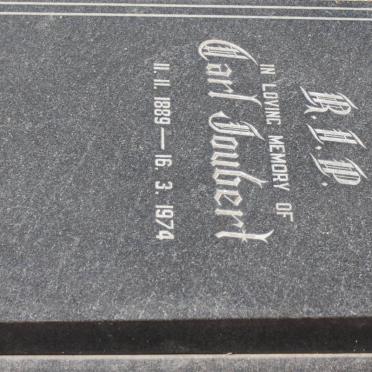 R.I.P.
IN LOVING MEMORY OF
Carl Joubert
11. 11. 1889 — 16. 3. 1974